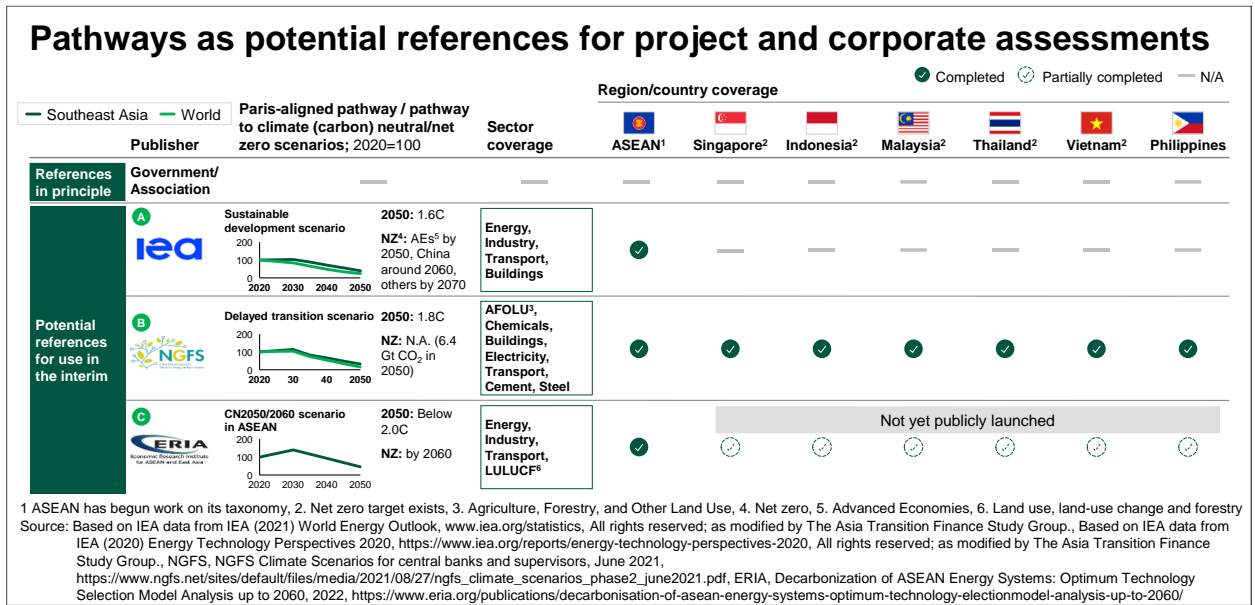 Pathways as potential references for project and corporate assessments
Completed
Partially completed
N/A
Region/country coverage
Southeast Asia
World
Publisher
Paris-aligned pathway / pathway
to climate (carbon) neutral/net
zero scenarios; 2020=100
Sector
coverage
ASEAN¹
Singapore²
Indonesia²
Malaysia²
Thailand²
Vietnam²
Philippines
References
in principle
Government/
Association
Potential
references
for use in
the interim
A
iea
Sustainable
development scenario
200
100
0
2020 2030 2040 2050
2050: 1.6C
NZ⁴: AEs⁵ by
2050, China
around 2060,
others by 2070
Energy,
Industry,
Transport,
Buildings
B
NGFS
Delayed transition scenario
200
100
0
2020 30 40 2050
2050: 1.8C
NZ: N.A. (6.4
Gt CO₂ in
2050)
AFOLU³,
Chemicals,
Buildings,
Electricity,
Transport,
Cement, Steel
C
ERIA
Economic Research Institute
for ASEAN and East Asia
CN2050/2060 scenario
in ASEAN
200
100
0
2020 2030 2040 2050
2050: Below
2.0C
NZ: by 2060
Energy,
Industry,
Transport,
LULUCF⁶
Not yet publicly launched
1 ASEAN has begun work on its taxonomy, 2. Net zero target exists, 3. Agriculture, Forestry, and Other Land Use, 4. Net zero, 5. Advanced Economies, 6. Land use, land-use change and forestry
Source: Based on IEA data from IEA (2021) World Energy Outlook, www.iea.org/statistics, All rights reserved; as modified by The Asia Transition Finance Study Group., Based on IEA data from
IEA (2020) Energy Technology Perspectives 2020, https://www.iea.org/reports/energy-technology-perspectives-2020, All rights reserved; as modified by The Asia Transition Finance
Study Group., NGFS, NGFS Climate Scenarios for central banks and supervisors, June 2021,
https://www.ngfs.net/sites/default/files/media/2021/08/27/ngfs_climate_scenarios_phase2_june2021.pdf, ERIA, Decarbonization of ASEAN Energy Systems: Optimum Technology
Selection Model Analysis up to 2060, 2022, https://www.eria.org/publications/decarbonisation-of-asean-energy-systems-optimum-technology-electionmodel-analysis-up-to-2060/